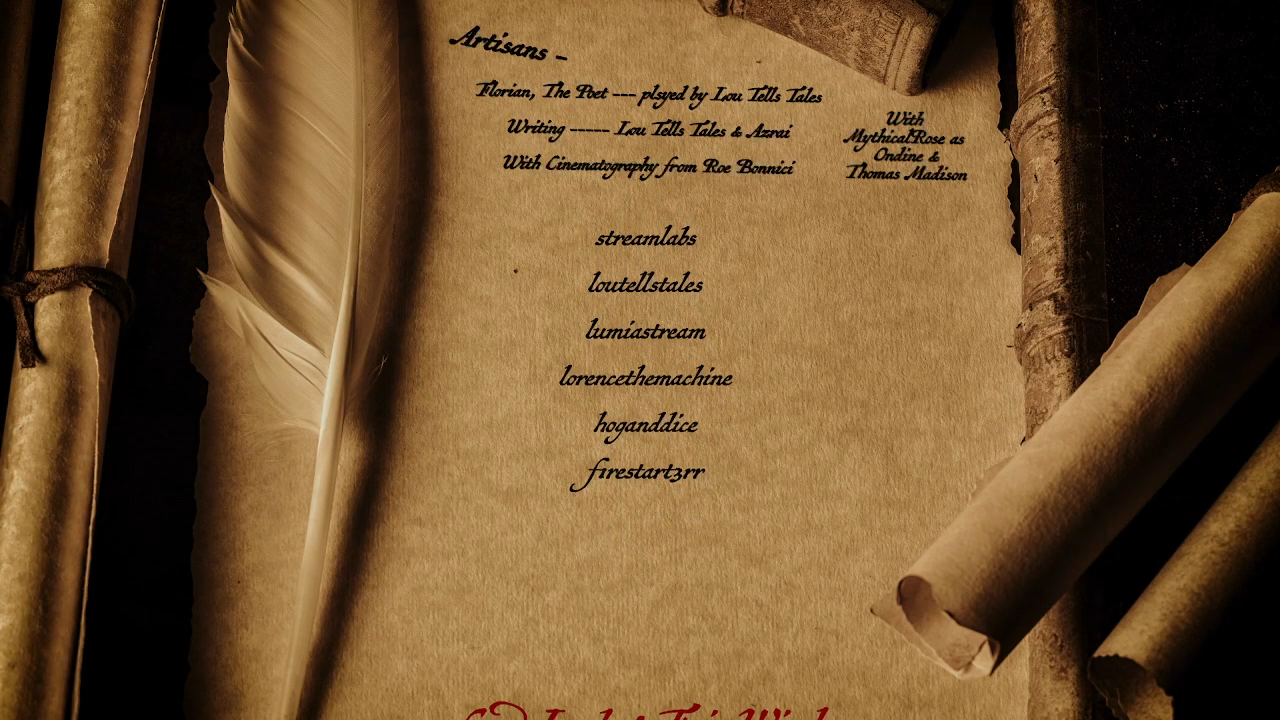 Artisans -
Florian, The Poet --- plsyed by Lou Tells Tales
Writing ----- Lou Tells Tales & Azrai
With Cinematography from Roe Bonnici
With
MythicalRose as
Ondine &
Thomas Madison
streamlabs
loutellstales
lumiastream
lorencethemachine
hoganddice
firestart3rr